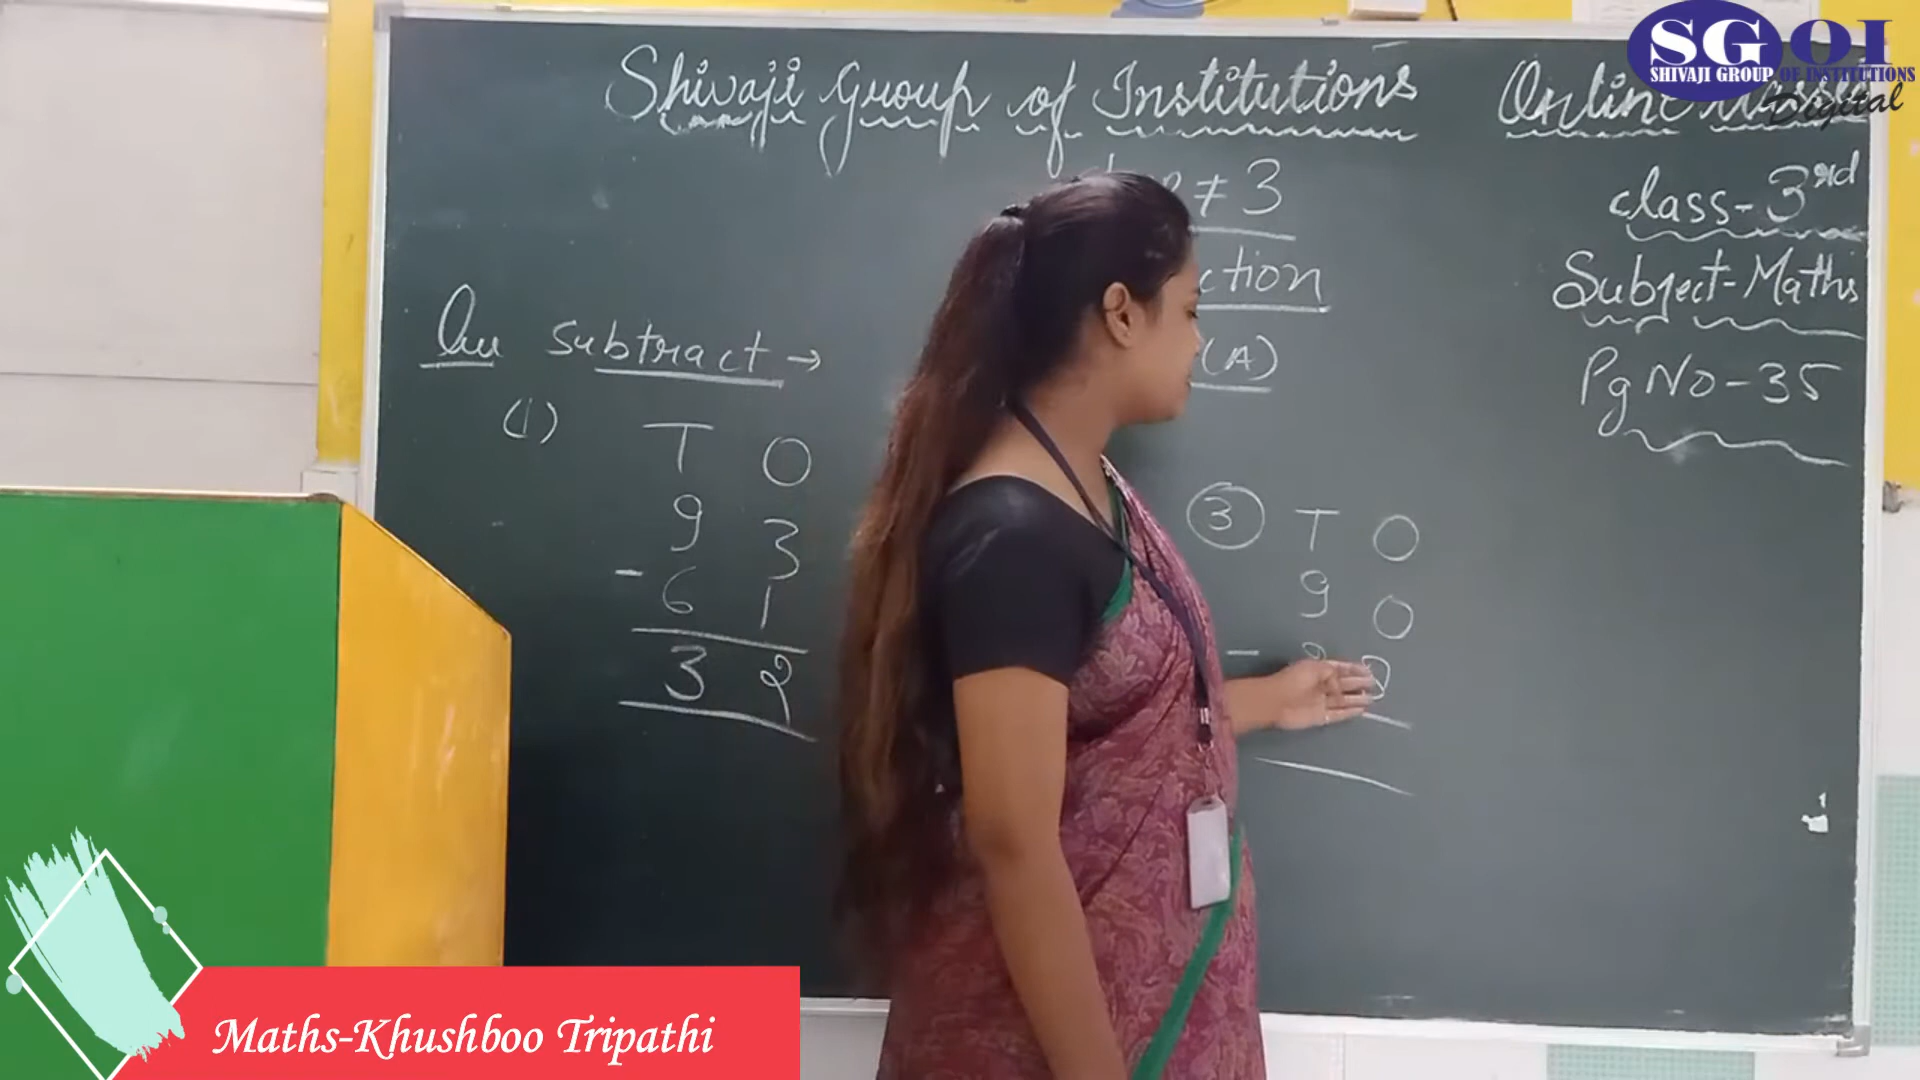 Shivaji Group of Institutions
Online
SGOI
SHIVAJI GROUP OF INSTITUTIONS
Digital
≠ 3
class-3rd
ction
Subject-Maths
Subtract →
(A)
Pg No-35
(1)
T O
9 3
- 6 1
3 2
3 T O
9 0
-
Maths-Khushboo Tripathi